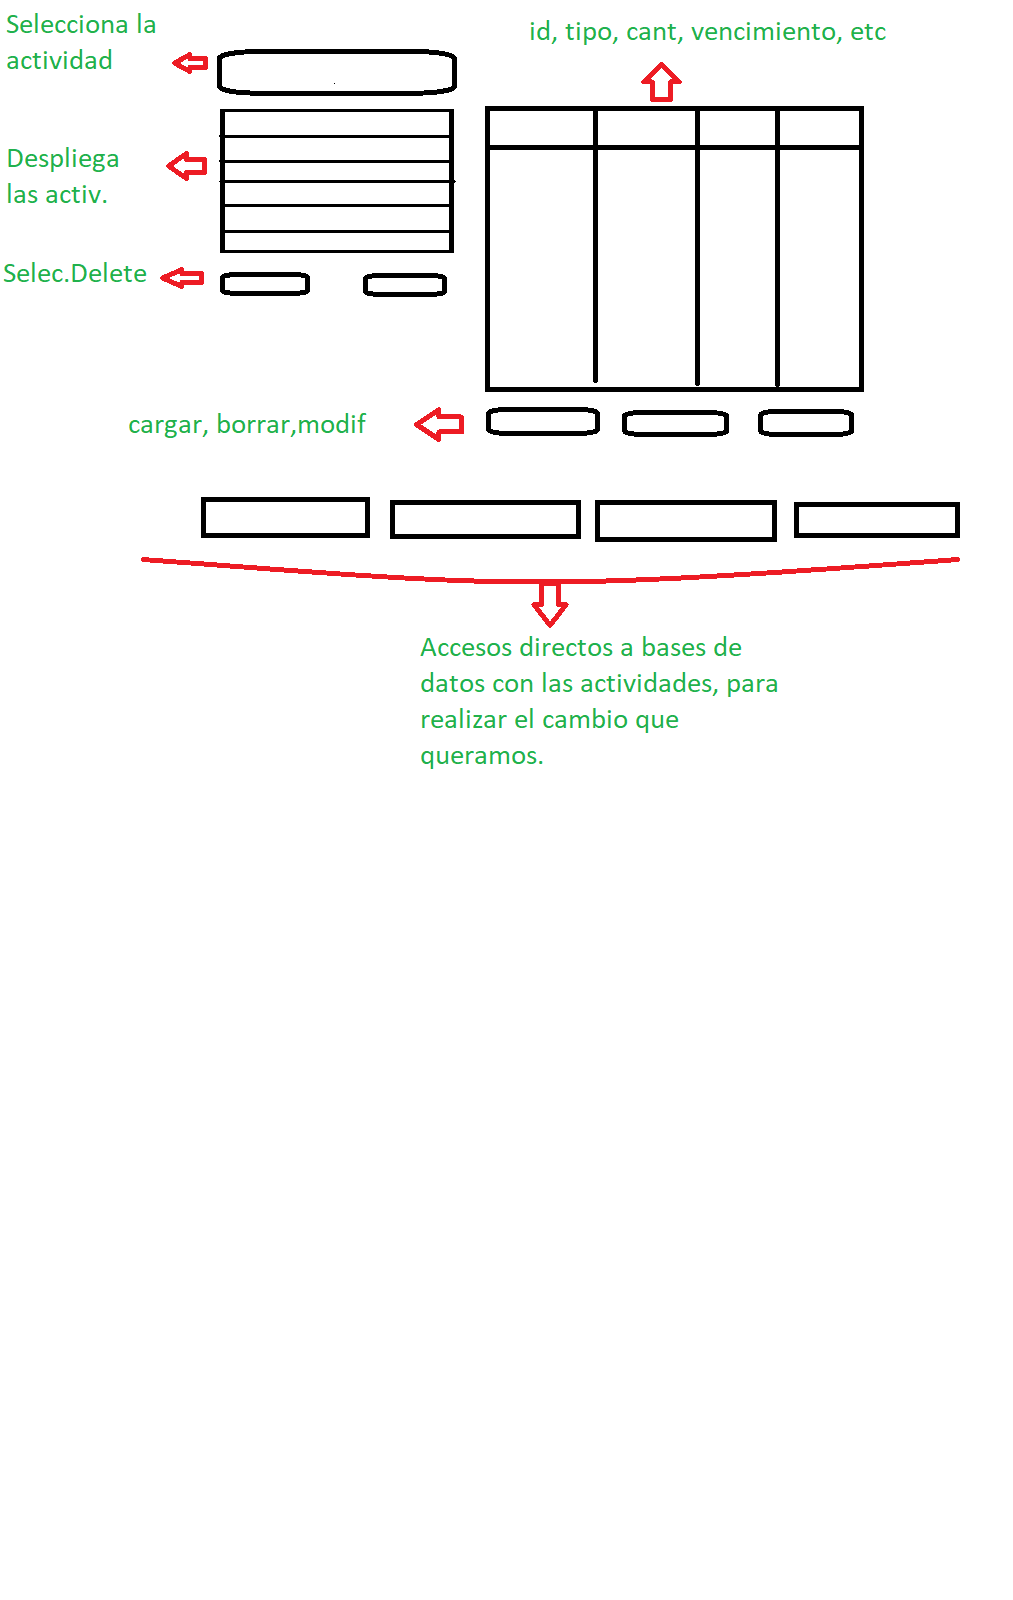 Selecciona la
actividad
id, tipo, cant, vencimiento, etc
Despliega
las activ.
Selec.Delete
cargar, borrar,modif
Accesos directos a bases de
datos con las actividades, para
realizar el cambio que
queramos.